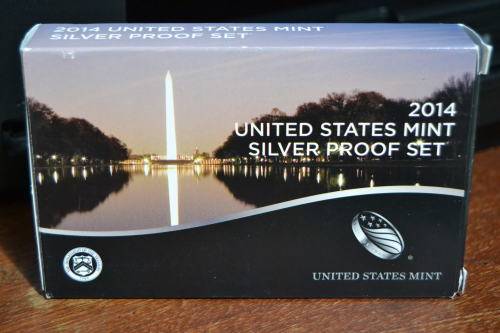 2014 UNITED STATES MINT
SILVER PROOF SET
2014
UNITED STATES MINT
SILVER PROOF SET
UNITED STATES MINT